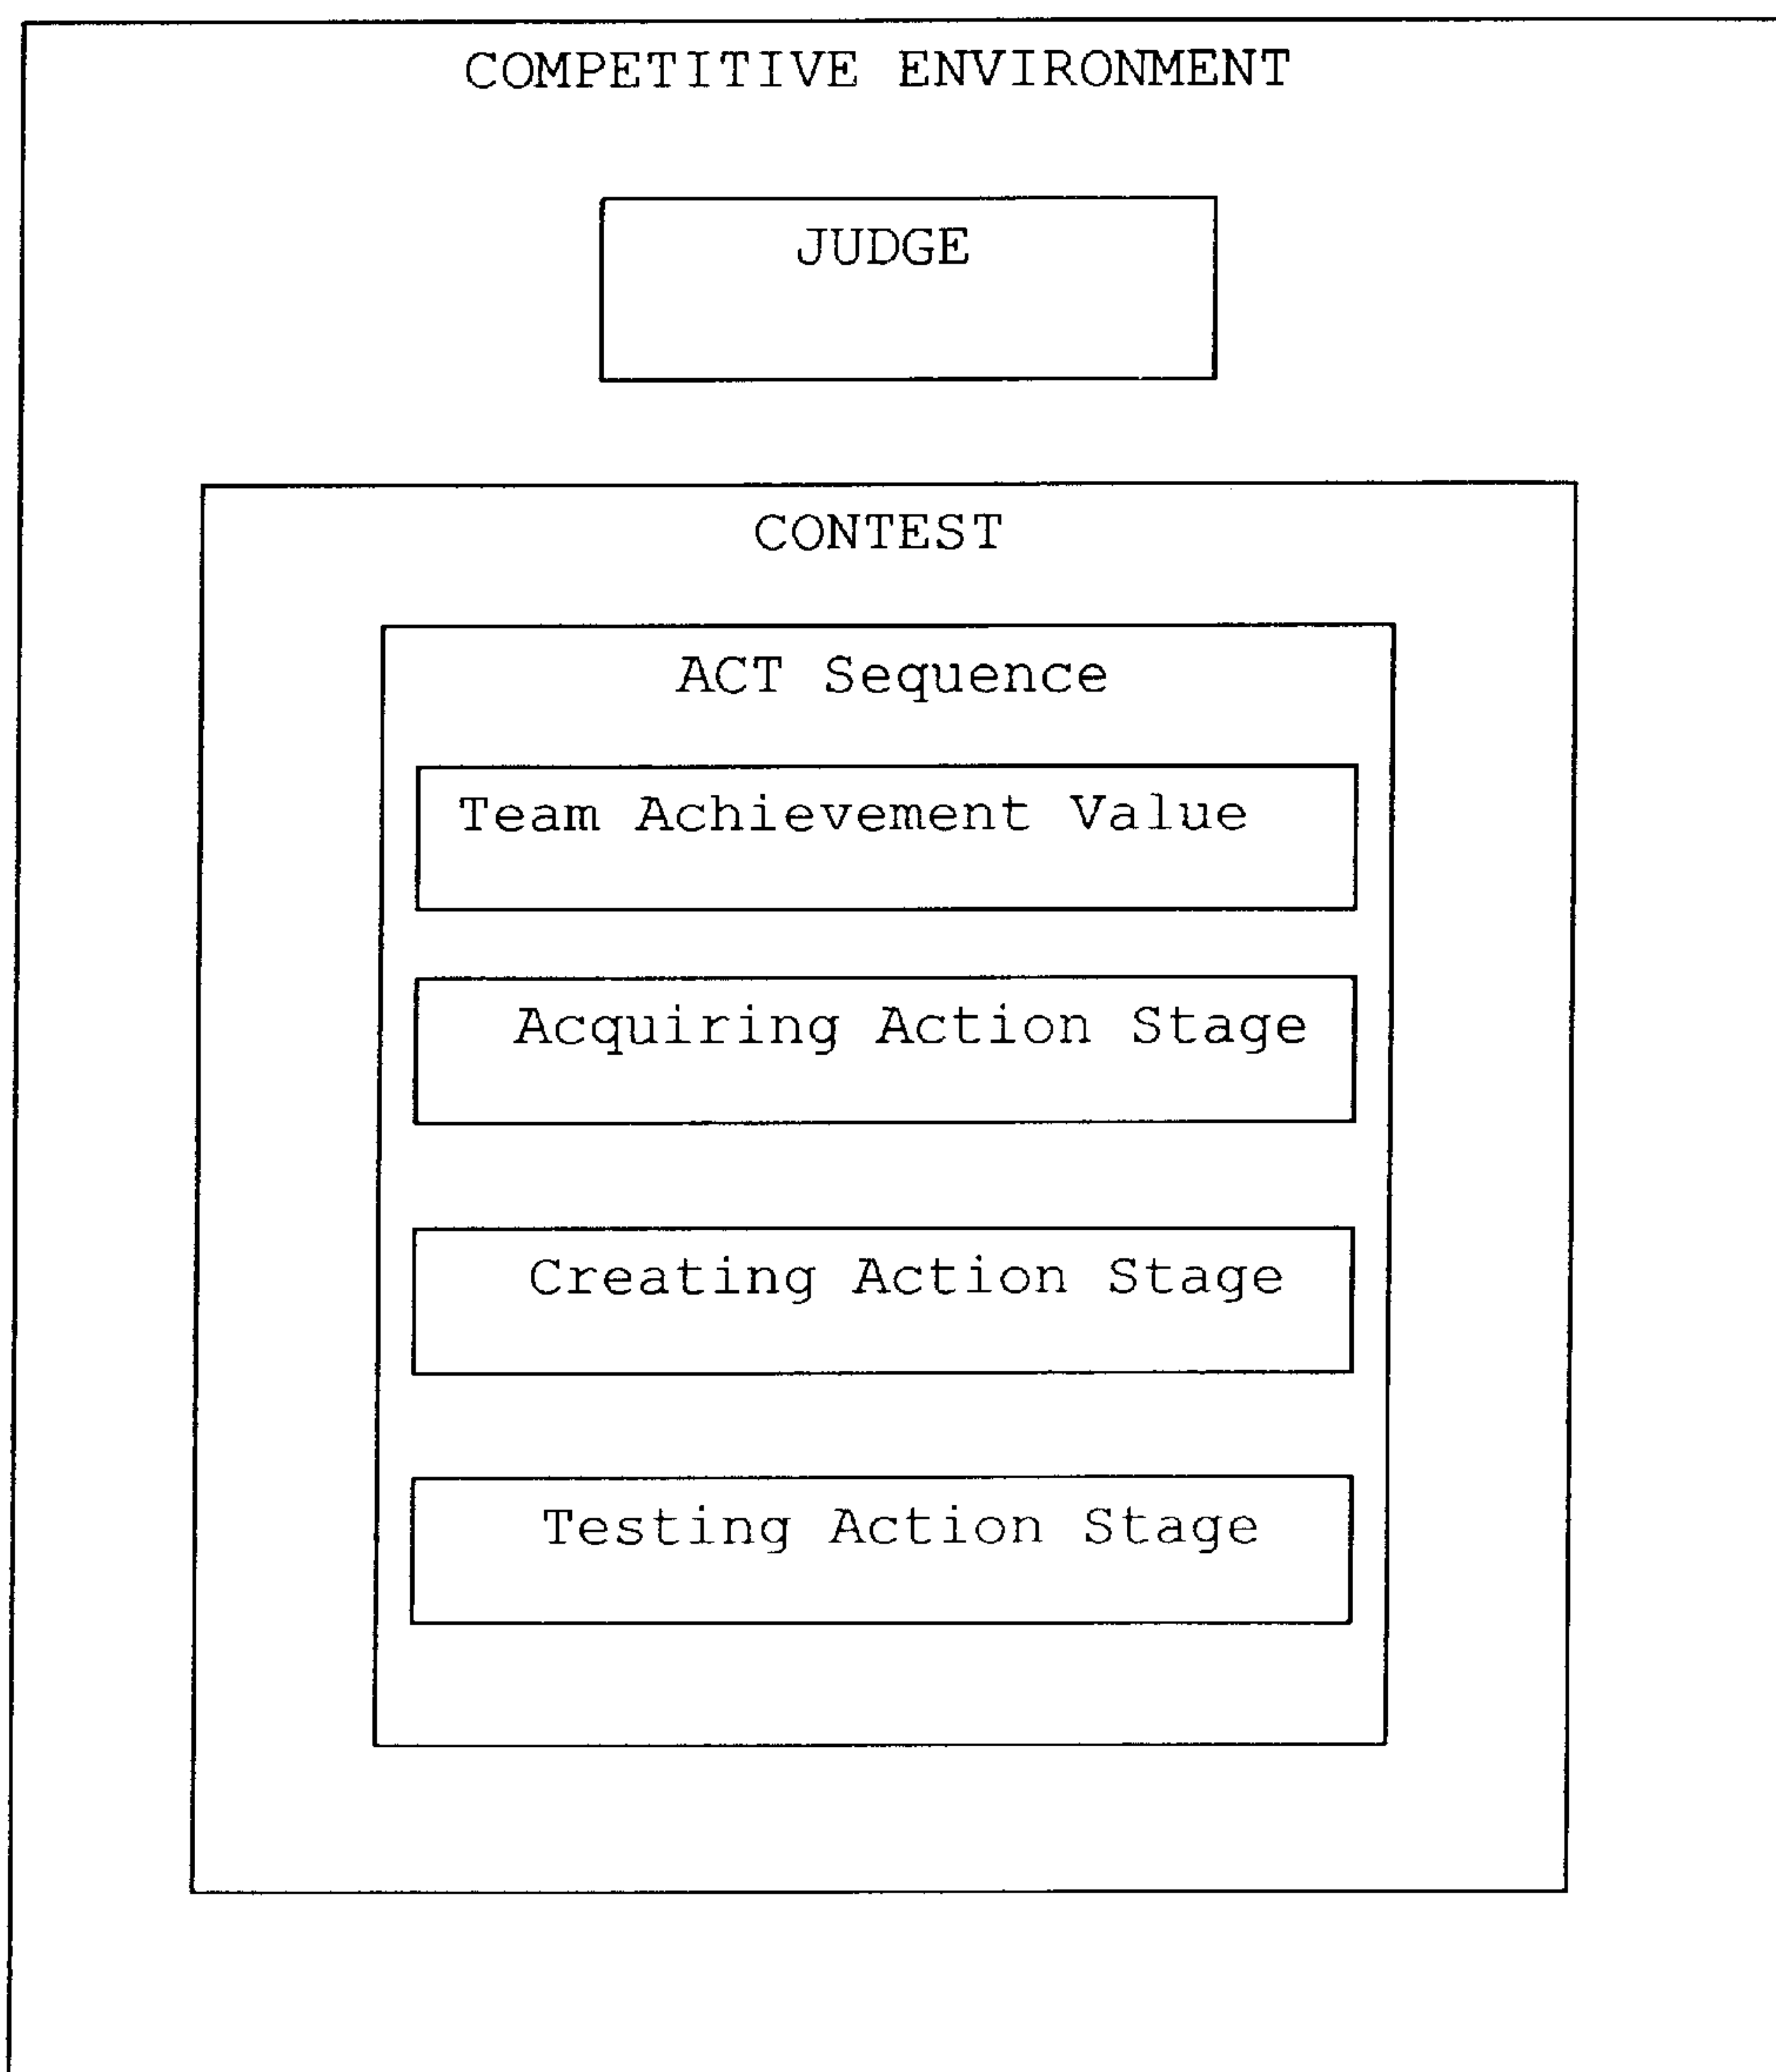 COMPETITIVE ENVIRONMENT
JUDGE
CONTEST
ACT Sequence
Team Achievement Value
Acquiring Action Stage
Creating Action Stage
Testing Action Stage